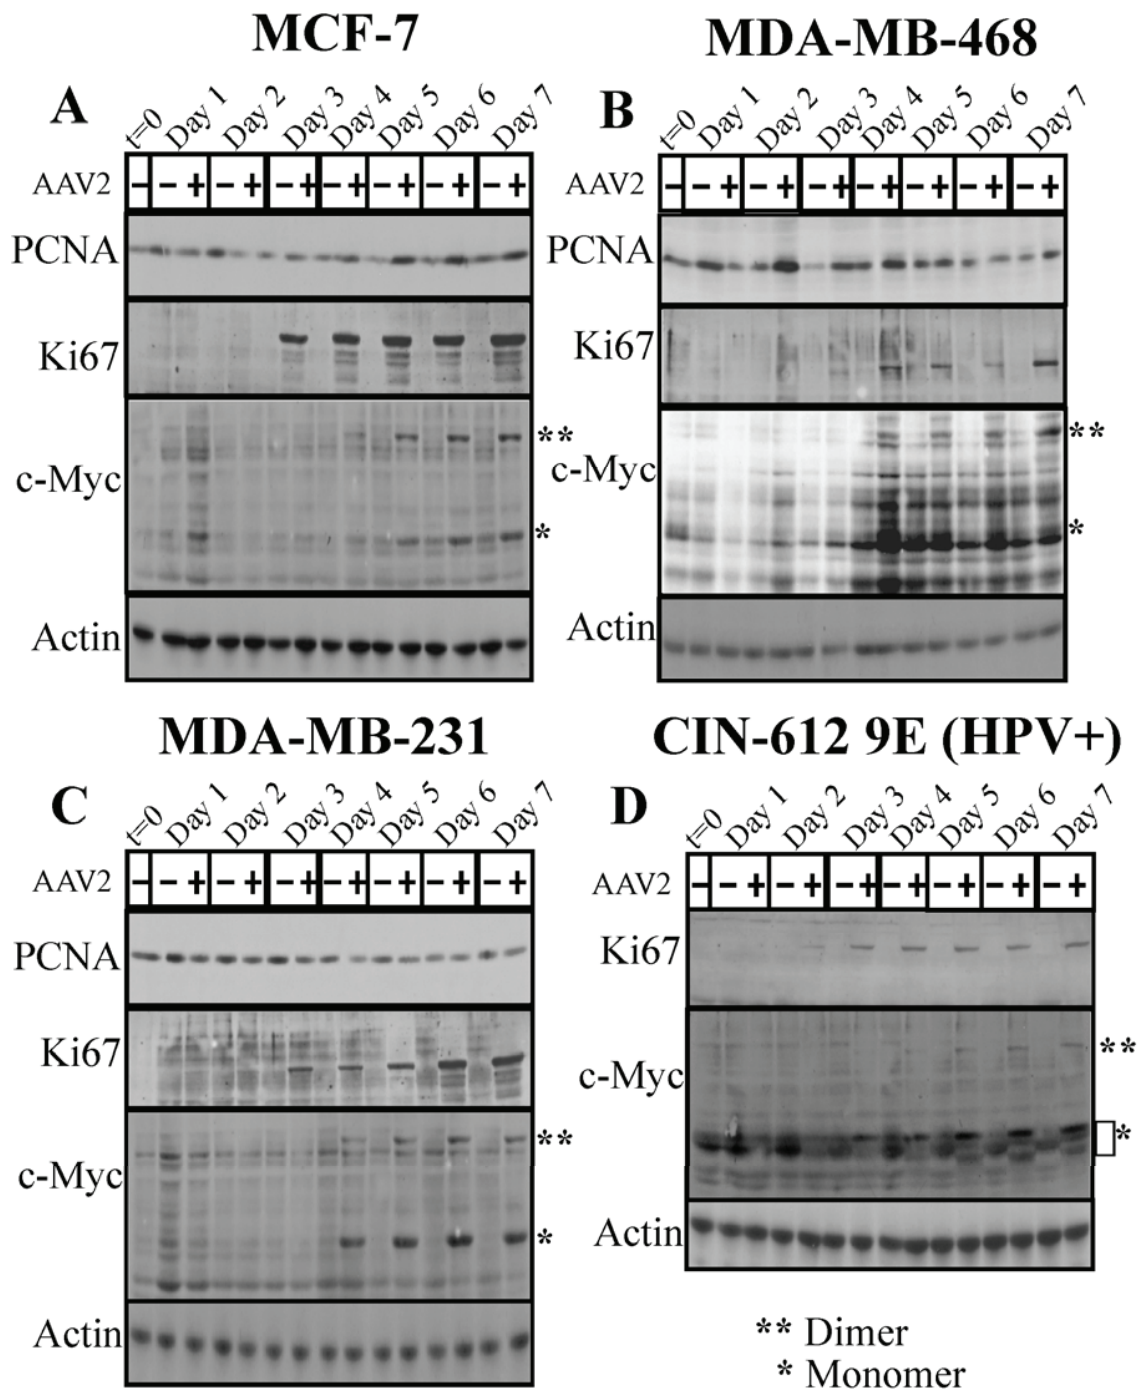 MCF-7
A
t=0 Day 1 Day 2 Day 3 Day 4 Day 5 Day 6 Day 7
AAV2 - - + - + - + - + - + - + - +
PCNA
Ki67
c-Myc
**
*
Actin
MDA-MB-468
B
t=0 Day 1 Day 2 Day 3 Day 4 Day 5 Day 6 Day 7
AAV2 - - + - + - + - + - + - + - +
PCNA
Ki67
c-Myc
**
*
Actin
MDA-MB-231
C
t=0 Day 1 Day 2 Day 3 Day 4 Day 5 Day 6 Day 7
AAV2 - - + - + - + - + - + - + - +
PCNA
Ki67
c-Myc
**
*
Actin
CIN-612 9E (HPV+)
D
t=0 Day 1 Day 2 Day 3 Day 4 Day 5 Day 6 Day 7
AAV2 - - + - + - + - + - + - + - +
Ki67
c-Myc
**
*
Actin
** Dimer
* Monomer